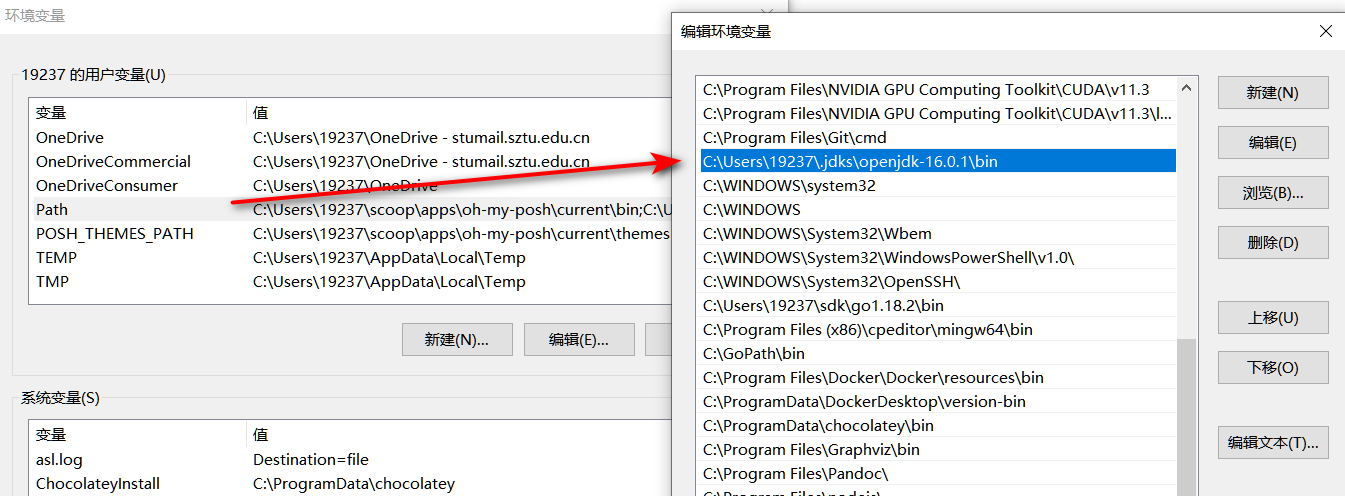 环境变量
19237 的用户变量(U)
变量 值
OneDrive C:\Users\19237\OneDrive - stumail.sztu.edu.cn
OneDriveCommercial C:\Users\19237\OneDrive - stumail.sztu.edu.cn
OneDriveConsumer C:\Users\19237\OneDrive
Path C:\Users\19237\scoop\apps\oh-my-posh\current\bin;C:\U
POSH_THEMES_PATH C:\Users\19237\scoop\apps\oh-my-posh\current\themes
TEMP C:\Users\19237\AppData\Local\Temp
TMP C:\Users\19237\AppData\Local\Temp
新建(N)... 编辑(E)...
系统变量(S)
变量 值
asl.log Destination=file
ChocolateyInstall C:\ProgramData\chocolatey
编辑环境变量
C:\Program Files\NVIDIA GPU Computing Toolkit\CUDA\v11.3
C:\Program Files\NVIDIA GPU Computing Toolkit\CUDA\v11.3\l...
C:\Program Files\Git\cmd
C:\Users\19237\.jdks\openjdk-16.0.1\bin
C:\WINDOWS\system32
C:\WINDOWS
C:\WINDOWS\System32\Wbem
C:\WINDOWS\System32\WindowsPowerShell\v1.0\
C:\WINDOWS\System32\OpenSSH\
C:\Users\19237\sdk\go1.18.2\bin
C:\Program Files (x86)\cpeditor\mingw64\bin
C:\GoPath\bin
C:\Program Files\Docker\Docker\resources\bin
C:\ProgramData\DockerDesktop\version-bin
C:\ProgramData\chocolatey\bin
C:\Program Files\Graphviz\bin
C:\Program Files\Pandoc\
C:\Program Files\nodejs\
新建(N)
编辑(E)
浏览(B)...
删除(D)
上移(U)
下移(O)
编辑文本(T)...